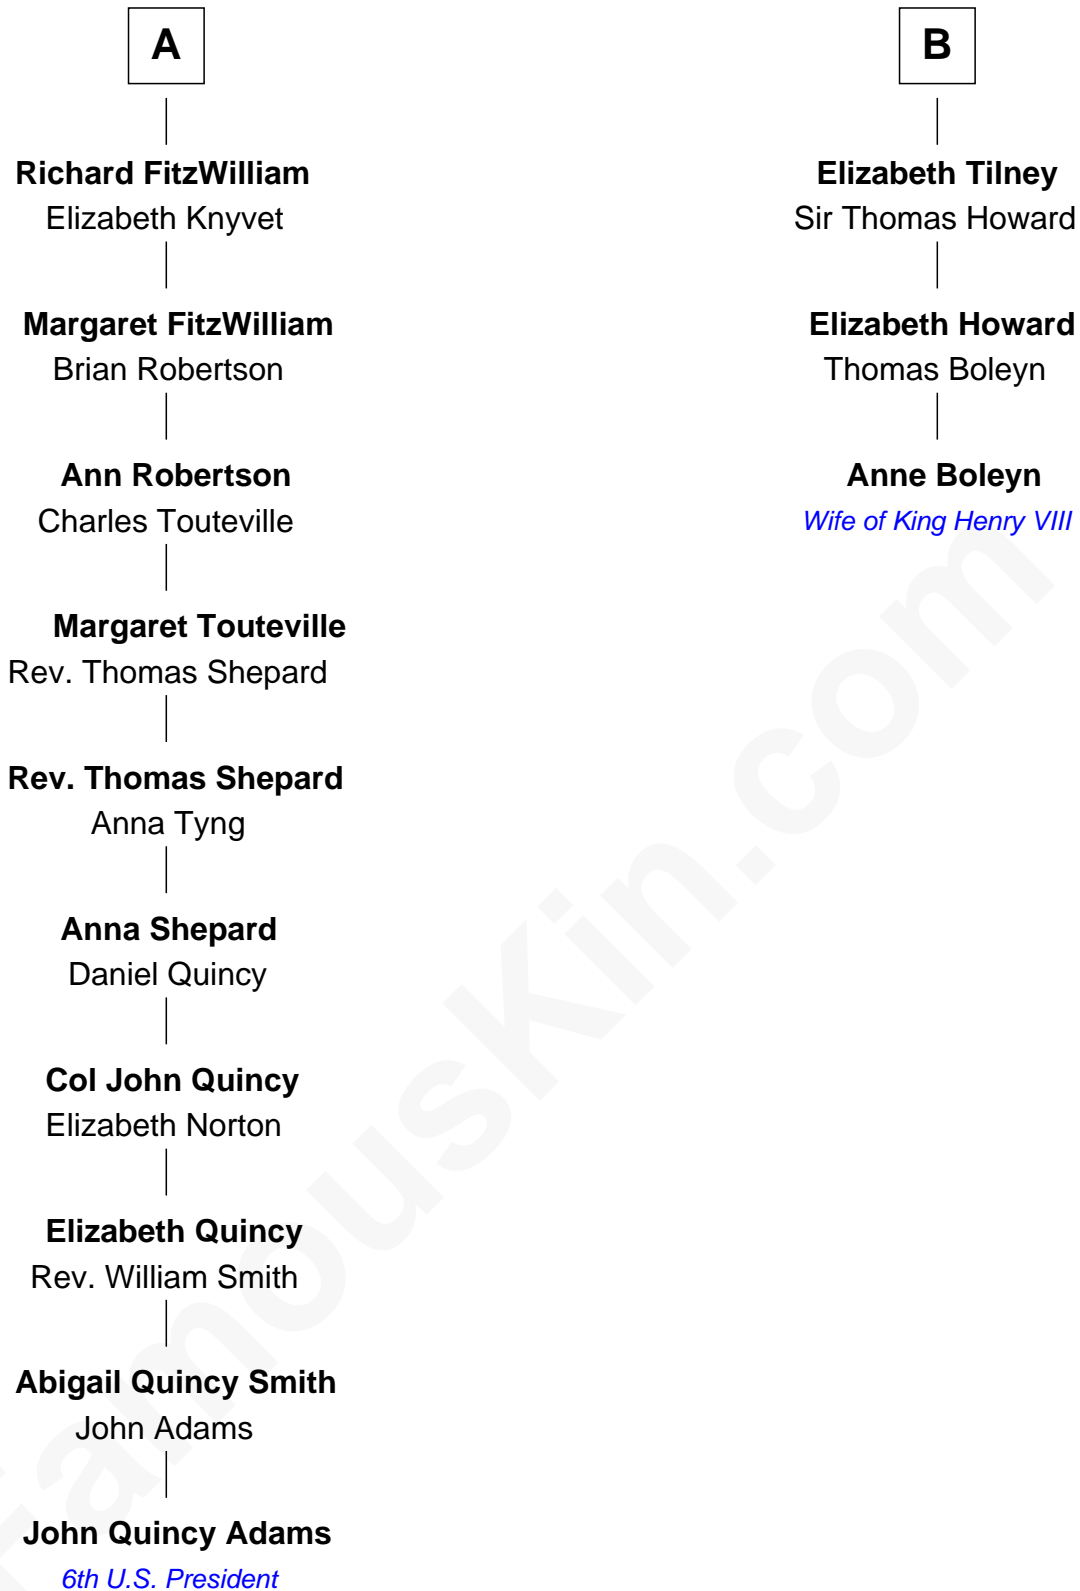 A
Richard FitzWilliam
Elizabeth Knyvet
Margaret FitzWilliam
Brian Robertson
Ann Robertson
Charles Touteville
Margaret Touteville
Rev. Thomas Shepard
Rev. Thomas Shepard
Anna Tyng
Anna Shepard
Daniel Quincy
Col John Quincy
Elizabeth Norton
Elizabeth Quincy
Rev. William Smith
Abigail Quincy Smith
John Adams
John Quincy Adams
6th U.S. President
B
Elizabeth Tilney
Sir Thomas Howard
Elizabeth Howard
Thomas Boleyn
Anne Boleyn
Wife of King Henry VIII
FamousKin.com